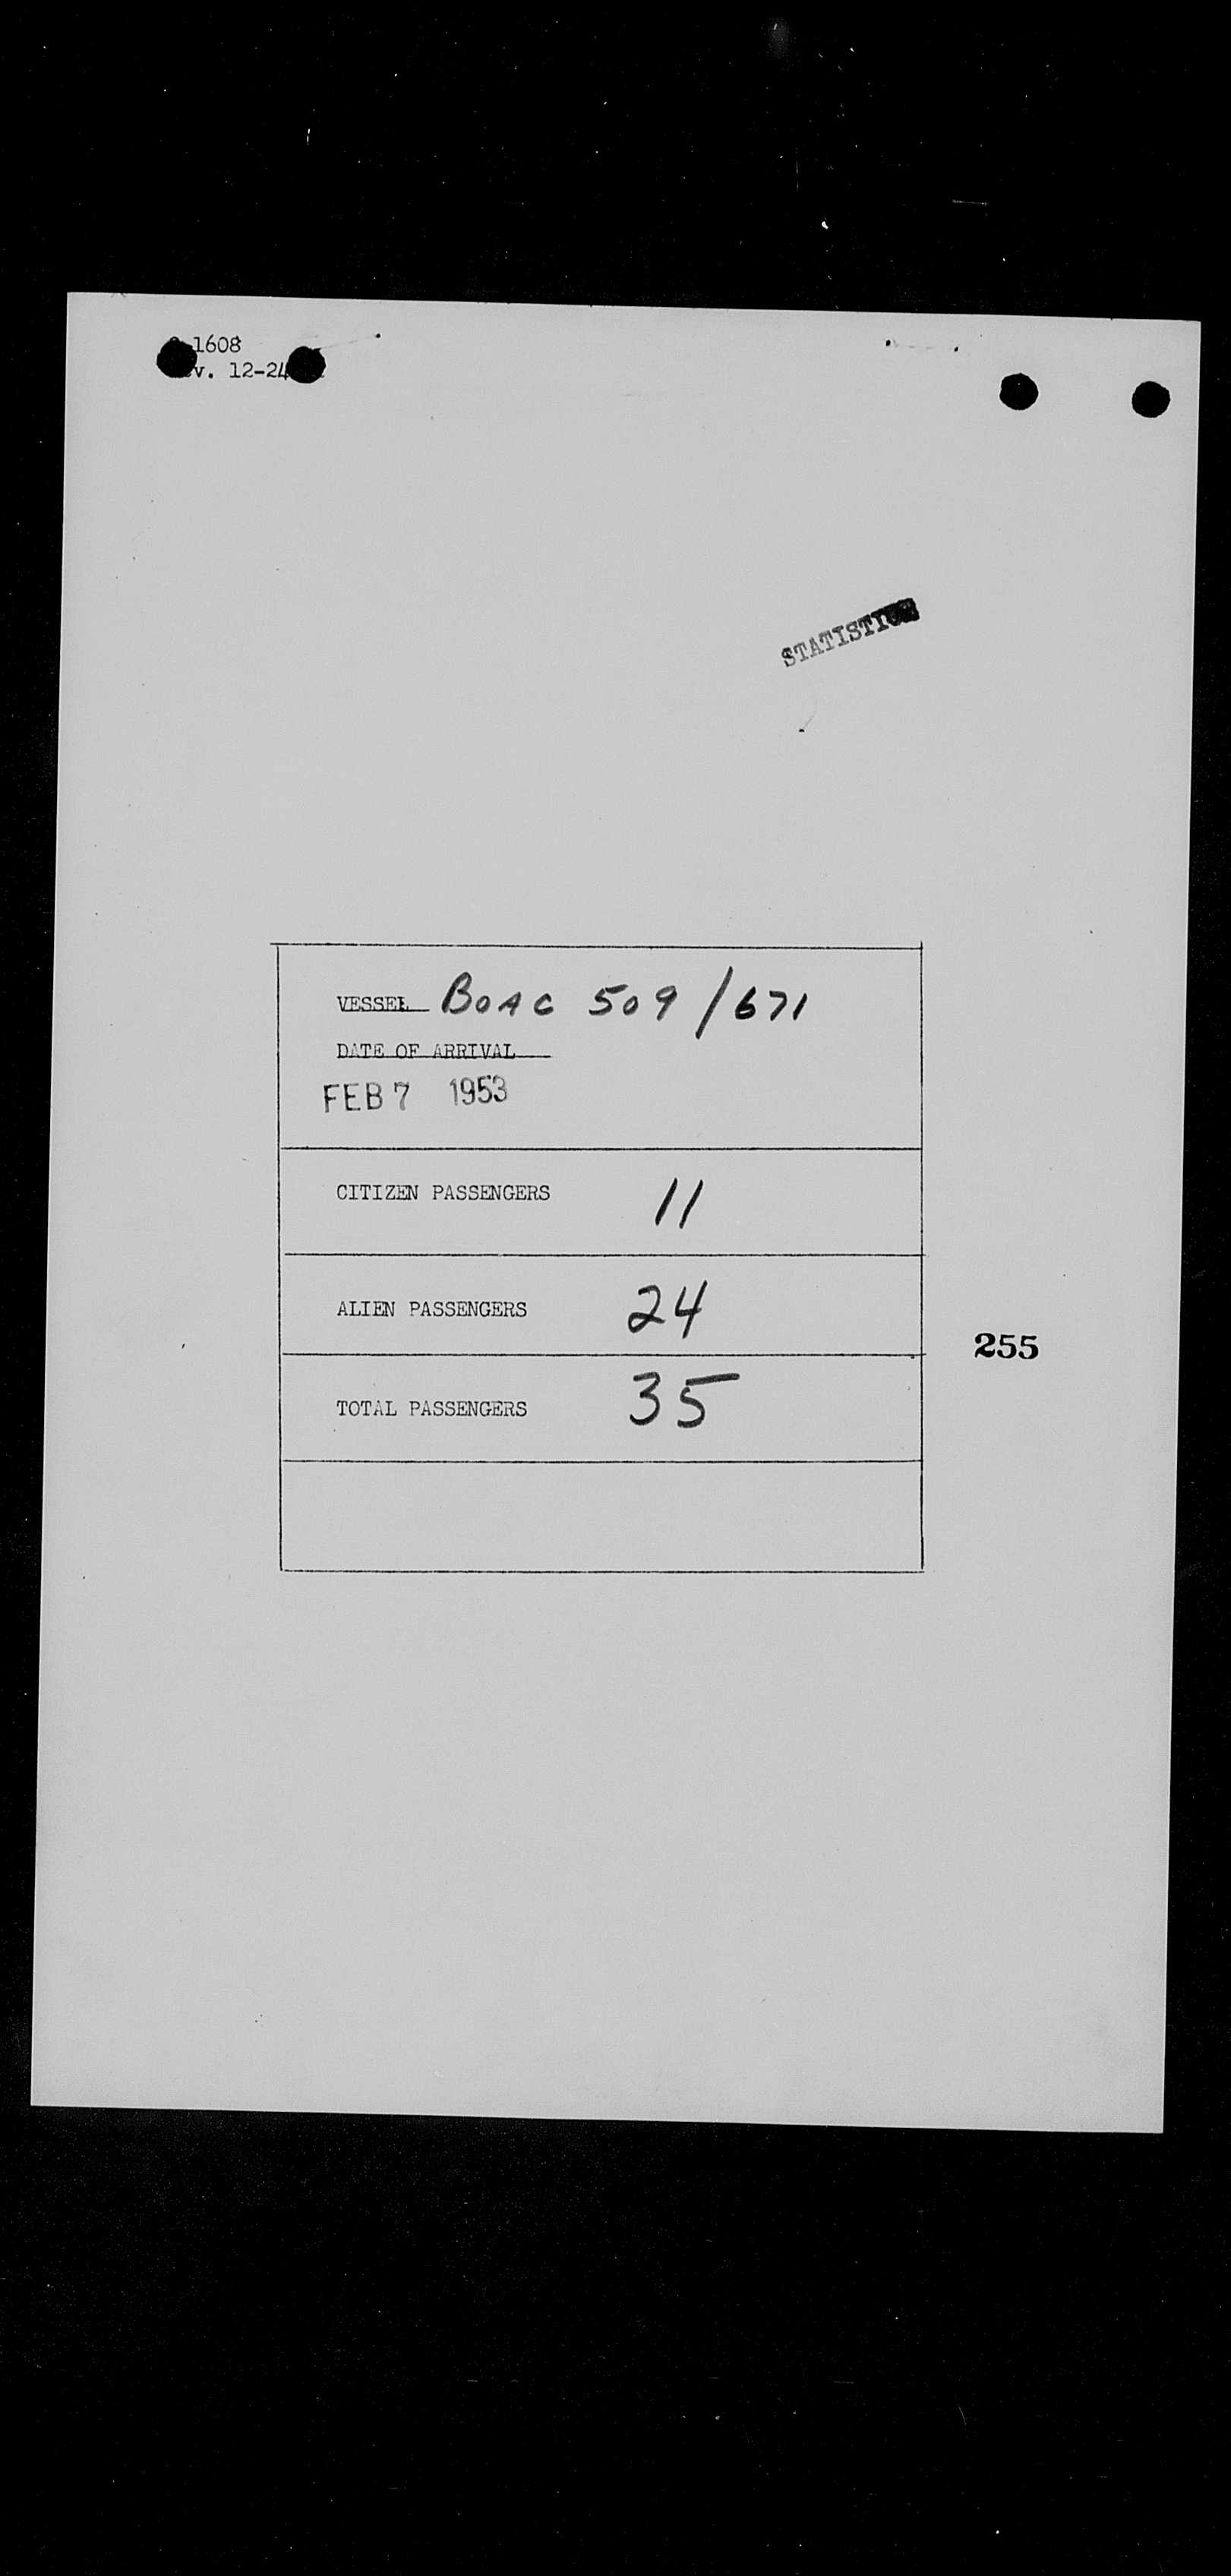 1608
v. 12-24
STATISTICS
VESSEL BOAC 509/671
DATE OF ARRIVAL
FEB 7 1953
CITIZEN PASSENGERS 11
ALIEN PASSENGERS 24
255
TOTAL PASSENGERS 35